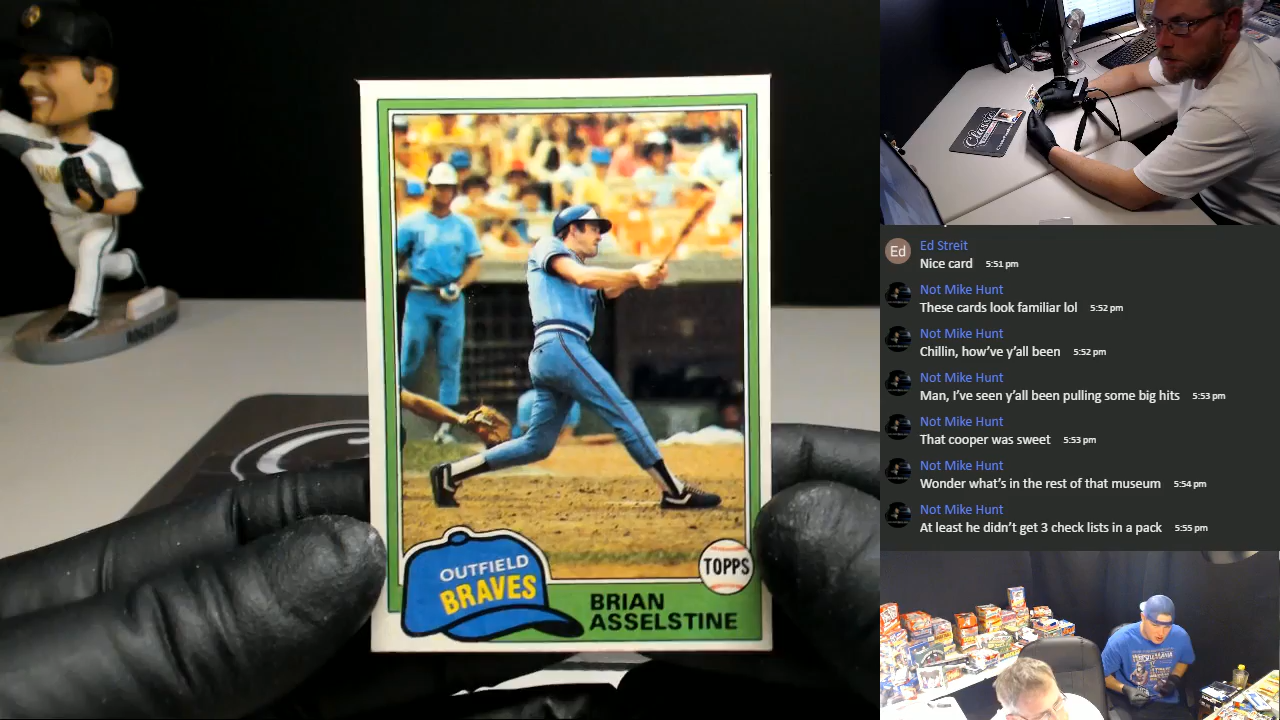 OUTFIELD
BRAVES
TOPPS
BRIAN
ASSELSTINE
Ed
Ed Streit
Nice card 5:51 pm
Not Mike Hunt
These cards look familiar lol 5:52 pm
Not Mike Hunt
Chillin, how've y'all been 5:52 pm
Not Mike Hunt
Man, I've seen y'all been pulling some big hits 5:53 pm
Not Mike Hunt
That cooper was sweet 5:53 pm
Not Mike Hunt
Wonder what's in the rest of that museum 5:54 pm
Not Mike Hunt
At least he didn't get 3 check lists in a pack 5:55 pm